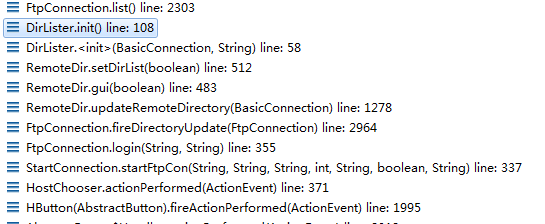 FtpConnection.list() line: 2303
DirLister.init() line: 108
DirLister.<init>(BasicConnection, String) line: 58
RemoteDir.setDirList(boolean) line: 512
RemoteDir.gui(boolean) line: 483
RemoteDir.updateRemoteDirectory(BasicConnection) line: 1278
FtpConnection.fireDirectoryUpdate(FtpConnection) line: 2964
FtpConnection.login(String, String) line: 355
StartConnection.startFtpCon(String, String, String, int, String, boolean, String) line: 337
HostChooser.actionPerformed(ActionEvent) line: 371
HButton(AbstractButton).fireActionPerformed(ActionEvent) line: 1995